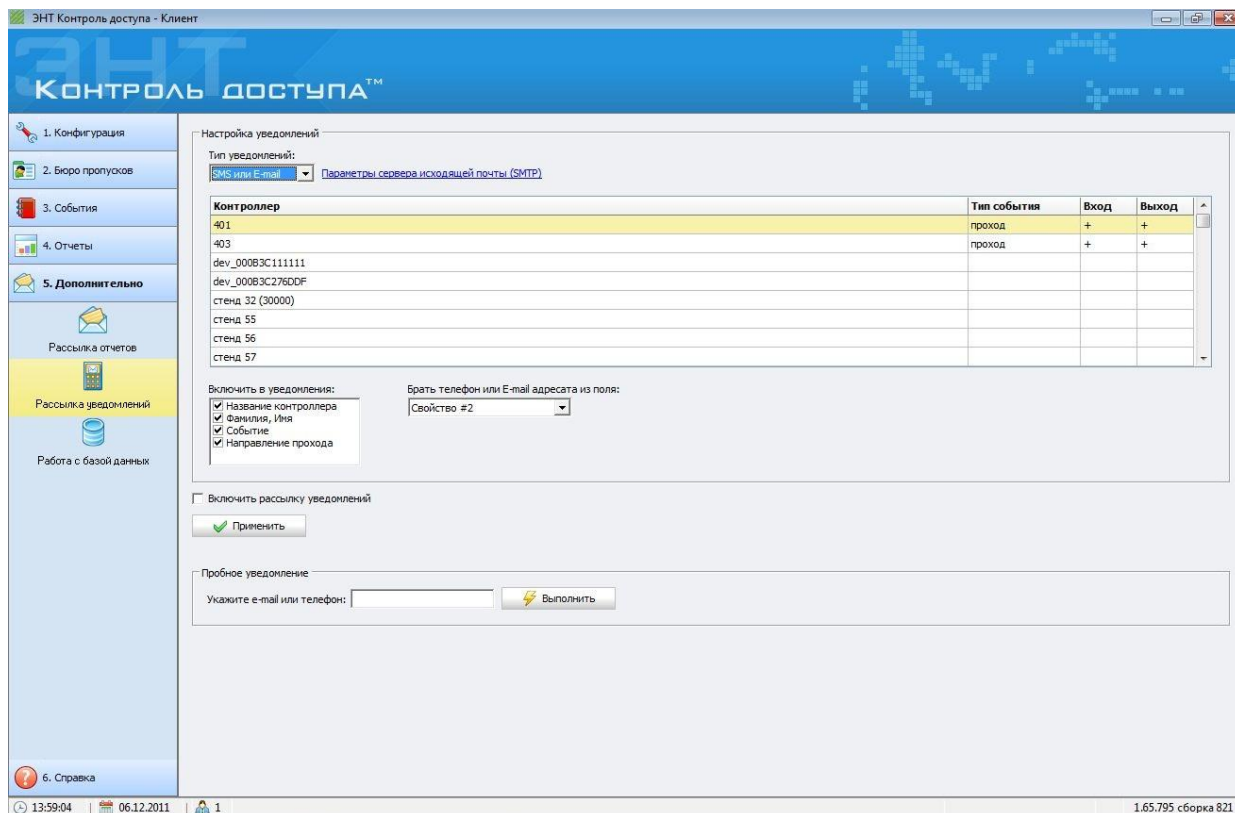 ЭНТ Контроль доступа - Клиент
ЭНТ
КОНТРОЛЬ ДОСТУПА™
1. Конфигурация
2. Бюро пропусков
3. События
4. Отчеты
5. Дополнительно
Рассылка отчетов
Рассылка уведомлений
Работа с базой данных
6. Справка
Настройка уведомлений
Тип уведомлений:
SMS или E-mail Параметры сервера исходящей почты (SMTP)
Контроллер Тип события Вход Выход
401 проход + +
403 проход + +
dev_000B3C111111
dev_000B3C276DDF
стенд 32 (30000)
стенд 55
стенд 56
стенд 57
Включить в уведомления: Брать телефон или E-mail адресата из поля:
Название контроллера Свойство #2
Фамилия, Имя
Событие
Направление прохода
Включить рассылку уведомлений
Применить
Пробное уведомление
Укажите e-mail или телефон: Выполнить
13:59:04 06.12.2011 1 1.65.795 сборка 821